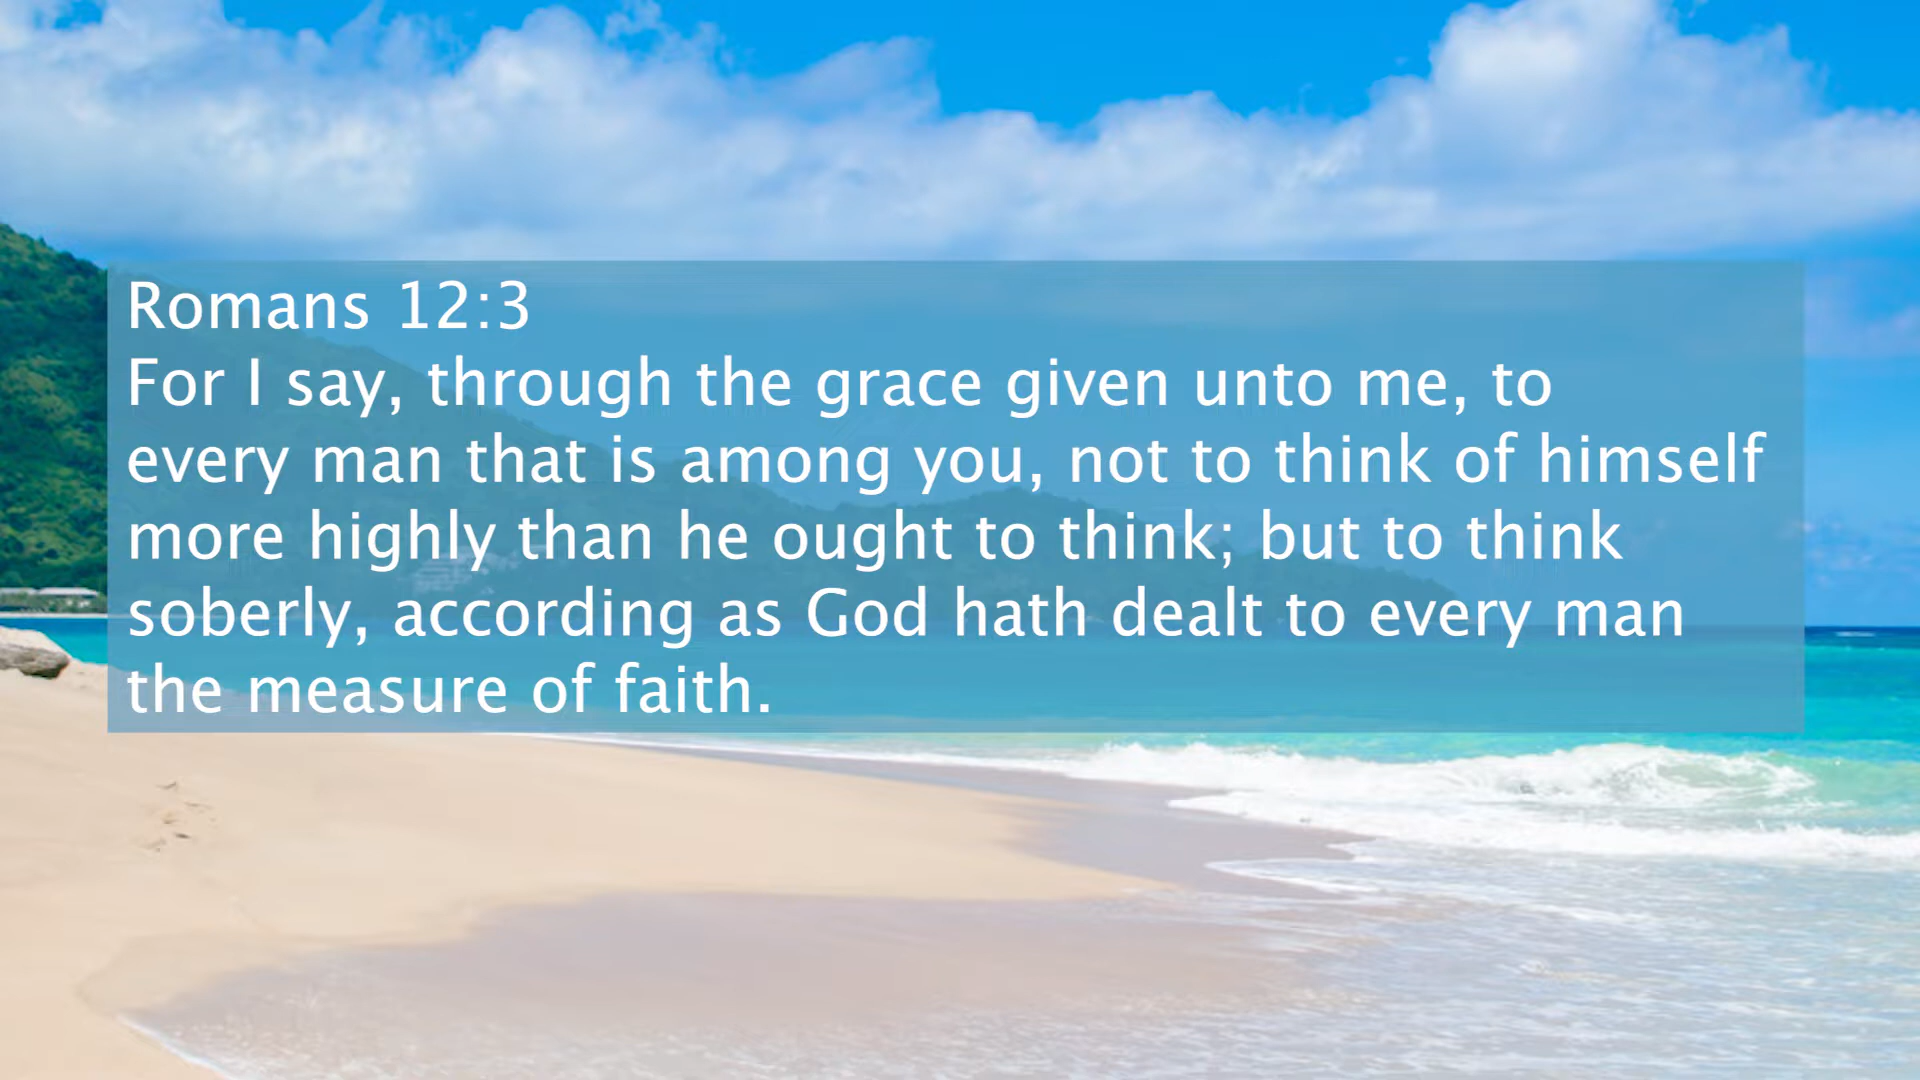 Romans 12:3
For I say, through the grace given unto me, to
every man that is among you, not to think of himself
more highly than he ought to think; but to think
soberly, according as God hath dealt to every man
the measure of faith.